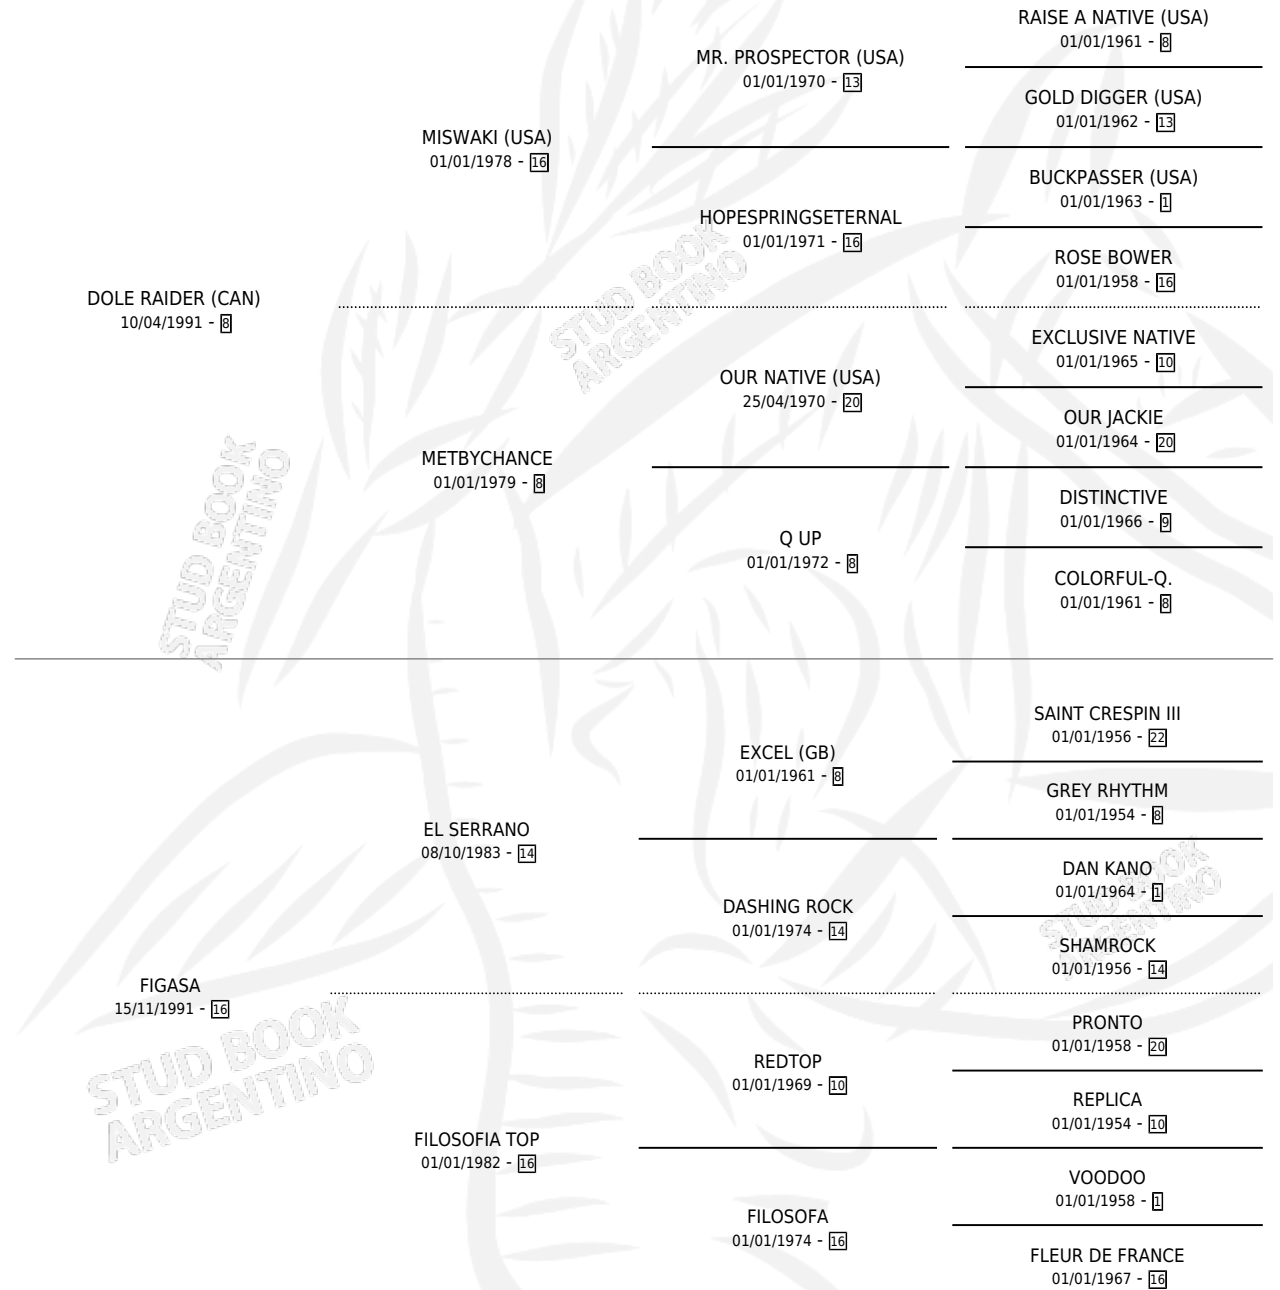 RAISE A NATIVE (USA)
01/01/1961 - 8
MR. PROSPECTOR (USA)
01/01/1970 - 13
GOLD DIGGER (USA)
01/01/1962 - 13
MISWAKI (USA)
01/01/1978 - 16
BUCKPASSER (USA)
01/01/1963 - 1
HOPESPRINGSETERNAL
01/01/1971 - 16
ROSE BOWER
01/01/1958 - 16
DOLE RAIDER (CAN)
10/04/1991 - 8
STUD BOOK
ARGENTINO
EXCLUSIVE NATIVE
01/01/1965 - 10
OUR NATIVE (USA)
25/04/1970 - 20
OUR JACKIE
01/01/1964 - 20
METBYCHANCE
01/01/1979 - 8
DISTINCTIVE
01/01/1966 - 9
Q UP
01/01/1972 - 8
COLORFUL-Q.
01/01/1961 - 8
STUD BOOK
ARGENTINO
SAINT CRESPIN III
01/01/1956 - 22
EXCEL (GB)
01/01/1961 - 8
GREY RHYTHM
01/01/1954 - 8
EL SERRANO
08/10/1983 - 14
DAN KANO
01/01/1964 - 1
DASHING ROCK
01/01/1974 - 14
STUD BOOK
ARGENTINO
SHAMROCK
01/01/1956 - 14
FIGASA
15/11/1991 - 16
PRONTO
01/01/1958 - 20
STUD BOOK
ARGENTINO
REDTOP
01/01/1969 - 10
REPLICA
01/01/1954 - 10
FILOSOFIA TOP
01/01/1982 - 16
VOODOO
01/01/1958 - 1
FILOSOFA
01/01/1974 - 16
FLEUR DE FRANCE
01/01/1967 - 16